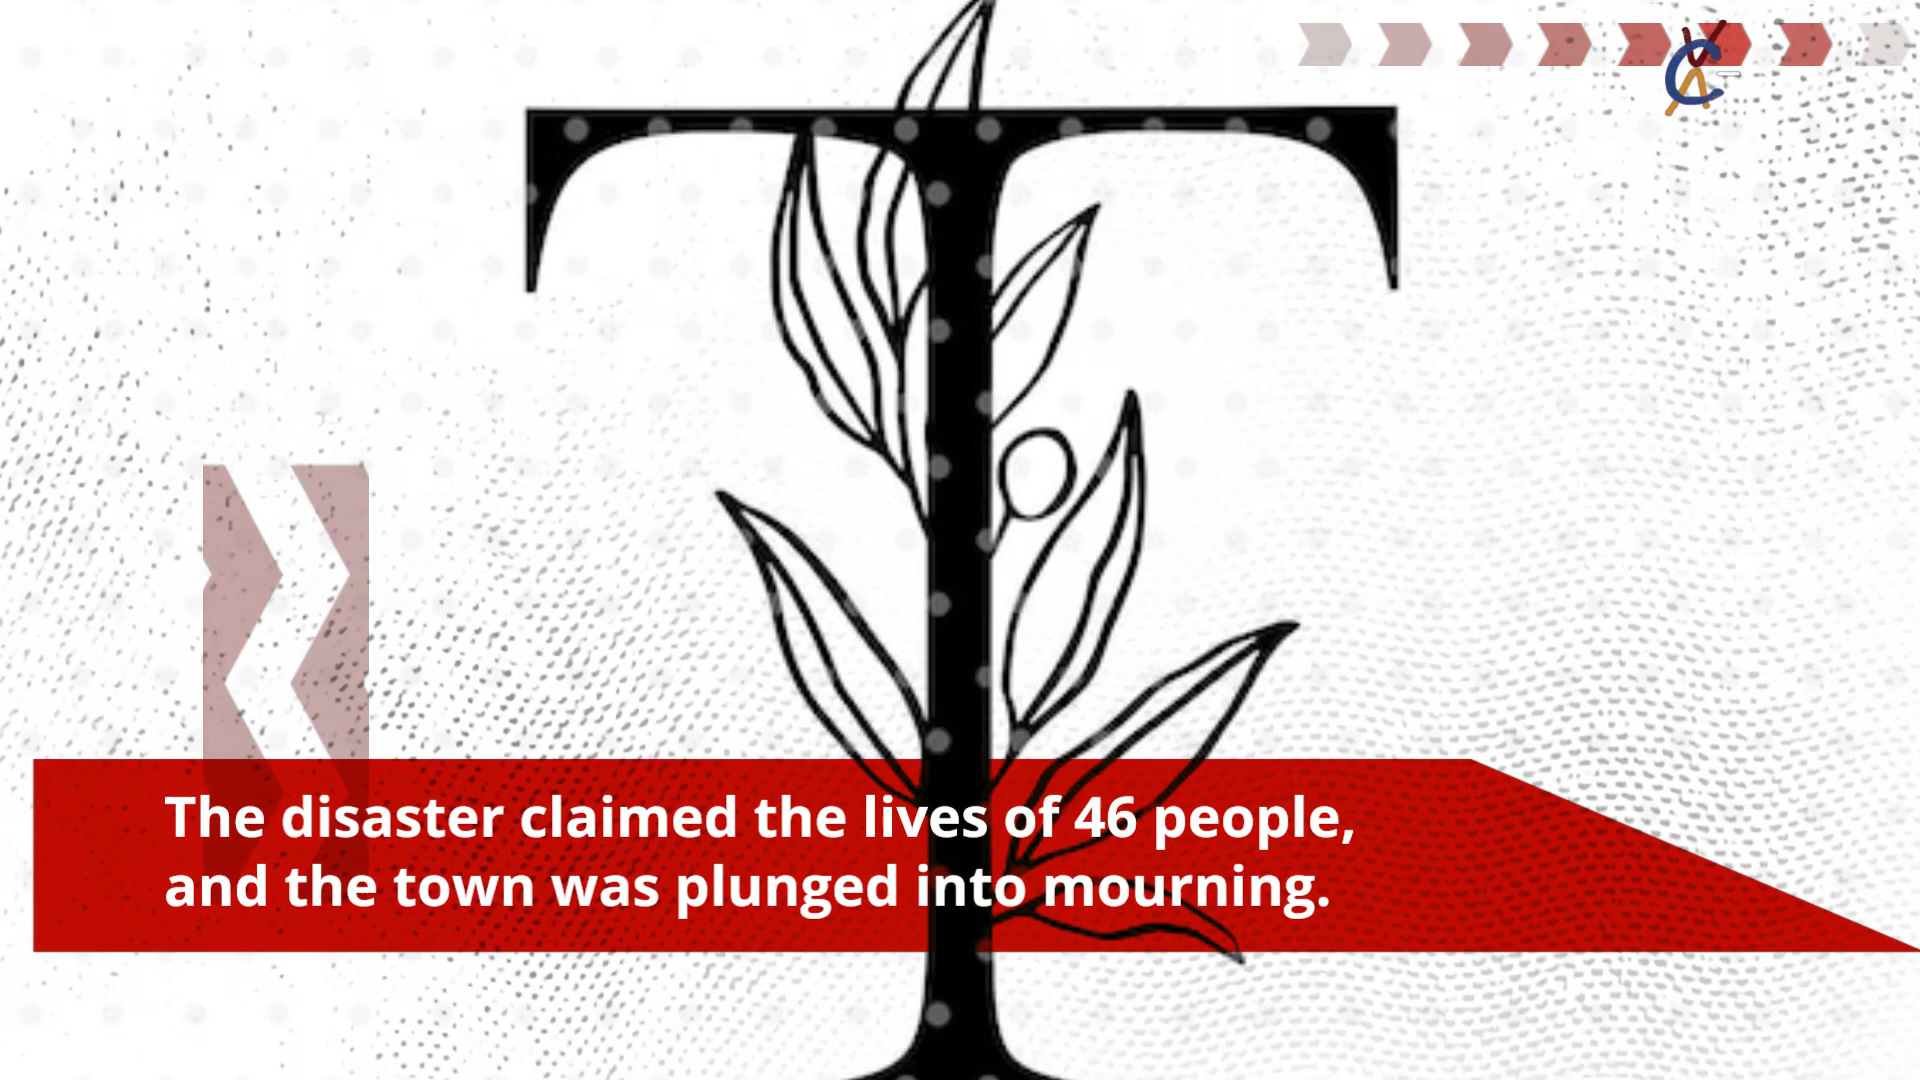 T
The disaster claimed the lives of 46 people,
and the town was plunged into mourning.